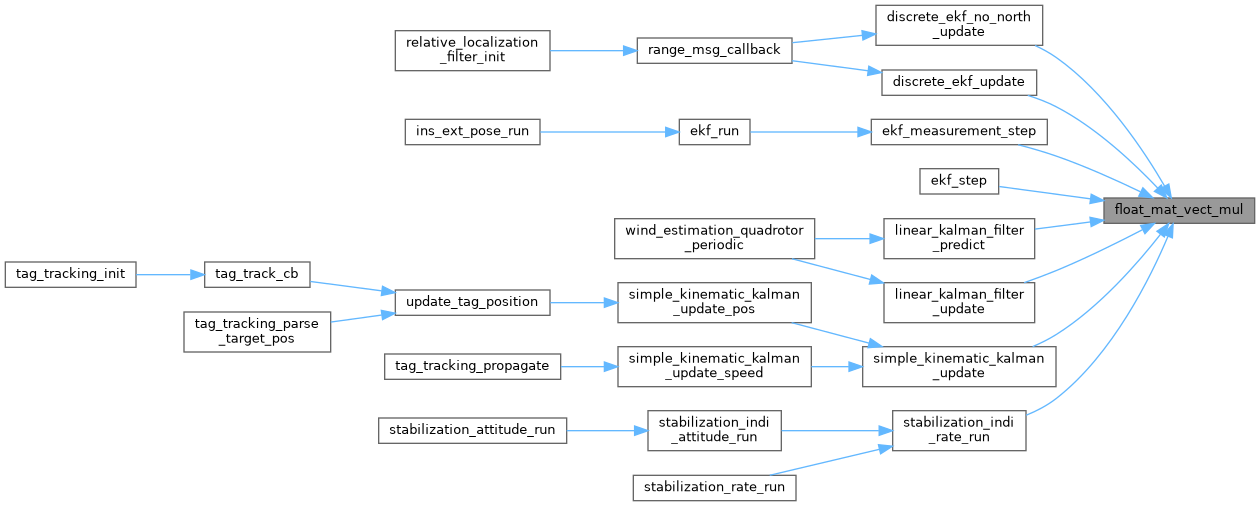 discrete_ekf_no_north
_update
relative_localization
_filter_init
range_msg_callback
discrete_ekf_update
ins_ext_pose_run
ekf_run
ekf_measurement_step
ekf_step
float_mat_vect_mul
wind_estimation_quadrotor
_periodic
linear_kalman_filter
_predict
tag_tracking_init
tag_track_cb
update_tag_position
simple_kinematic_kalman
_update_pos
linear_kalman_filter
_update
tag_tracking_parse
_target_pos
tag_tracking_propagate
simple_kinematic_kalman
_update_speed
simple_kinematic_kalman
_update
stabilization_attitude_run
stabilization_indi
_attitude_run
stabilization_indi
_rate_run
stabilization_rate_run